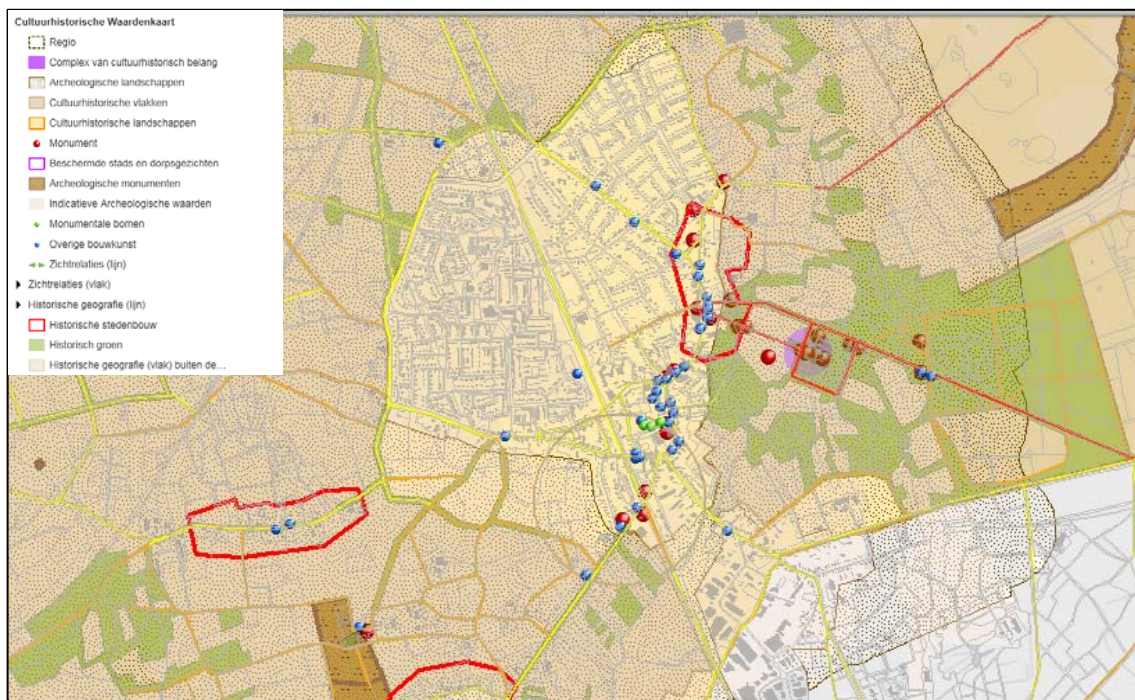 Cultuurhistorische Waardenkaart
Regio
Complex van cultuurhistorisch belang
Archeologische landschappen
Cultuurhistorische vlakken
Cultuurhistorische landschappen
Monument
Beschermde stads en dorpsgezichten
Archeologische monumenten
Indicatieve Archeologische waarden
Monumentale bomen
Overige bouwkunst
Zichtrelaties (lijn)
Zichtrelaties (vlak)
Historische geografie (lijn)
Historische stedenbouw
Historisch groen
Historische geografie (vlak) buiten de...